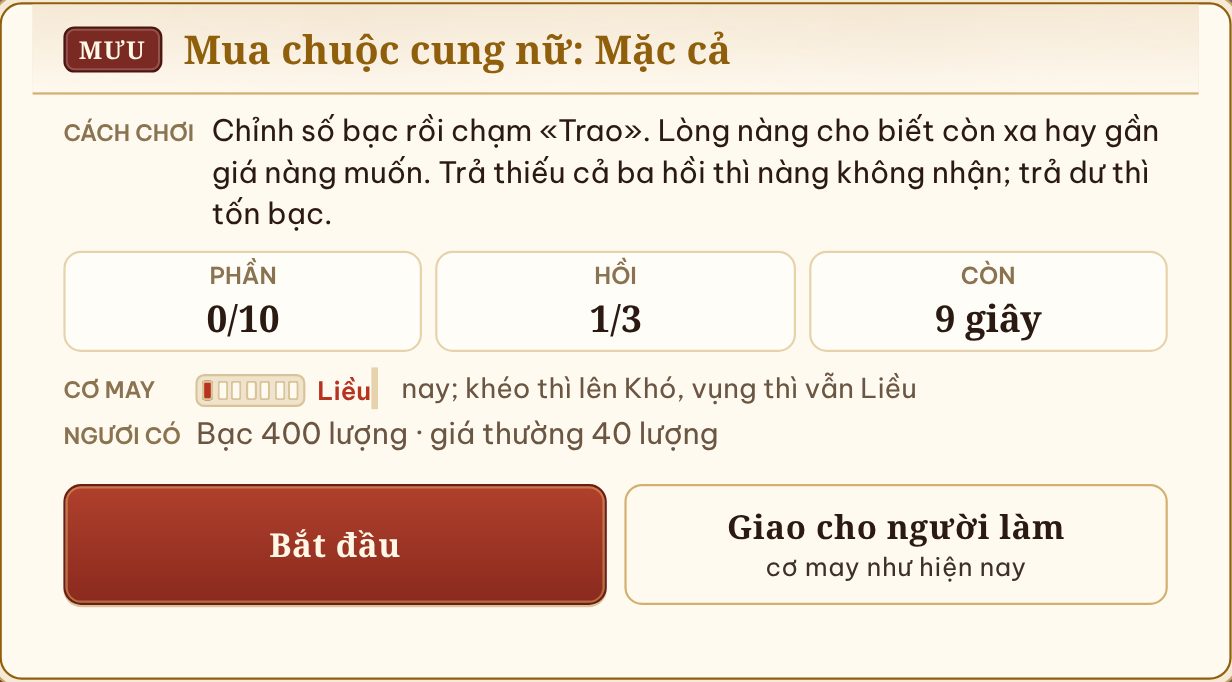 MƯU Mua chuộc cung nữ: Mặc cả
CÁCH CHƠI Chỉnh số bạc rồi chạm «Trao». Lòng nàng cho biết còn xa hay gần
giá nàng muốn. Trả thiếu cả ba hồi thì nàng không nhận; trả dư thì
tốn bạc.
PHẦN
0/10
HỒI
1/3
CÒN
9 giây
CƠ MAY Liều nay; khéo thì lên Khó, vụng thì vẫn Liều
NGƯƠI CÓ Bạc 400 lượng · giá thường 40 lượng
Bắt đầu
Giao cho người làm
cơ may như hiện nay